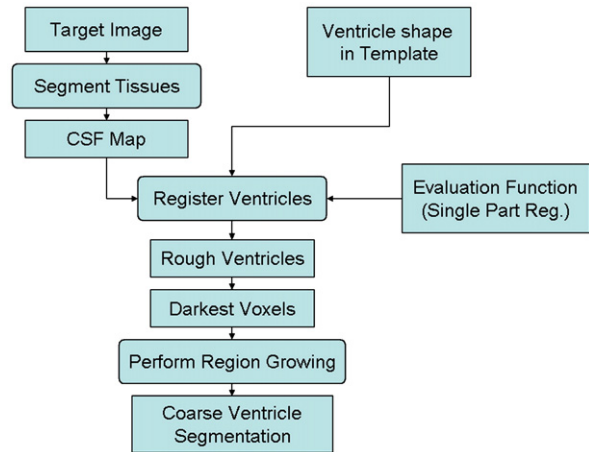 Target Image
Ventricle shape
in Template
Segment Tissues
CSF Map
Register Ventricles
Evaluation Function
(Single Part Reg.)
Rough Ventricles
Darkest Voxels
Perform Region Growing
Coarse Ventricle
Segmentation